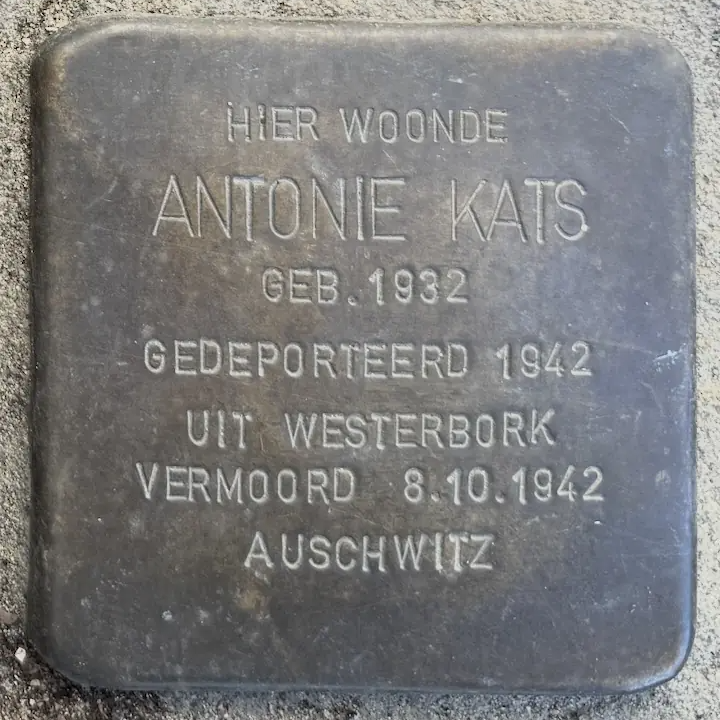 HIER WOONDE
ANTONIE KATS
GEB. 1932
GEDEPORTEERD 1942
UIT WESTERBORK
VERMOORD 8.10.1942
AUSCHWITZ